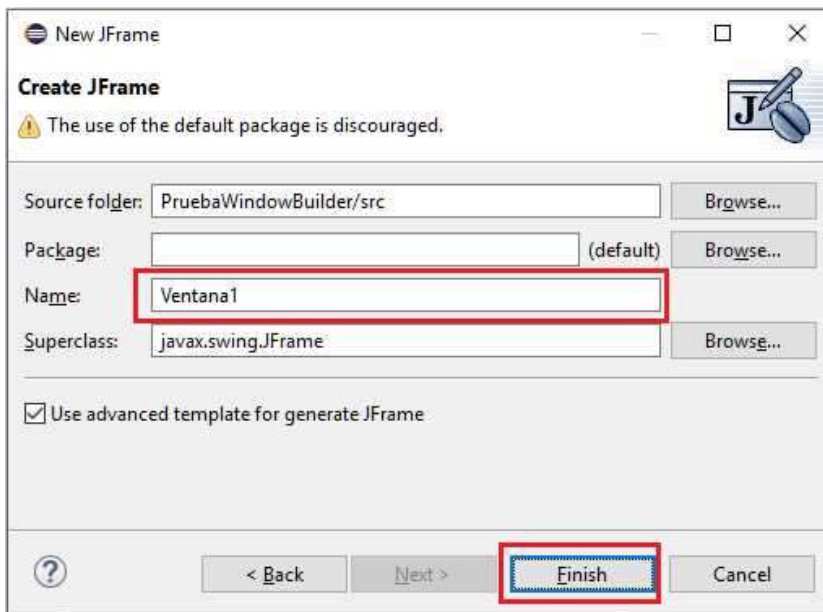 New JFrame
Create JFrame
The use of the default package is discouraged.
Source folder: PruebaWindowBuilder/src Browse...
Package: (default) Browse...
Name: Ventana1
Superclass: javax.swing.JFrame Browse...
Use advanced template for generate JFrame
? < Back Next > Finish Cancel